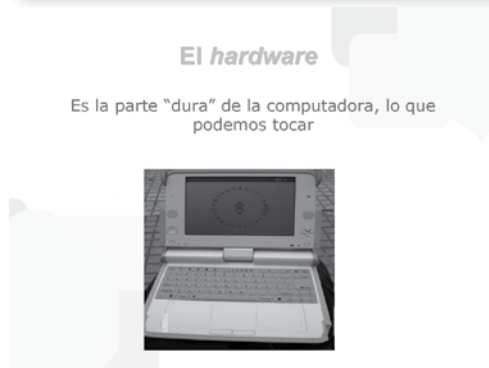 El hardware
Es la parte “dura” de la computadora, lo que
podemos tocar